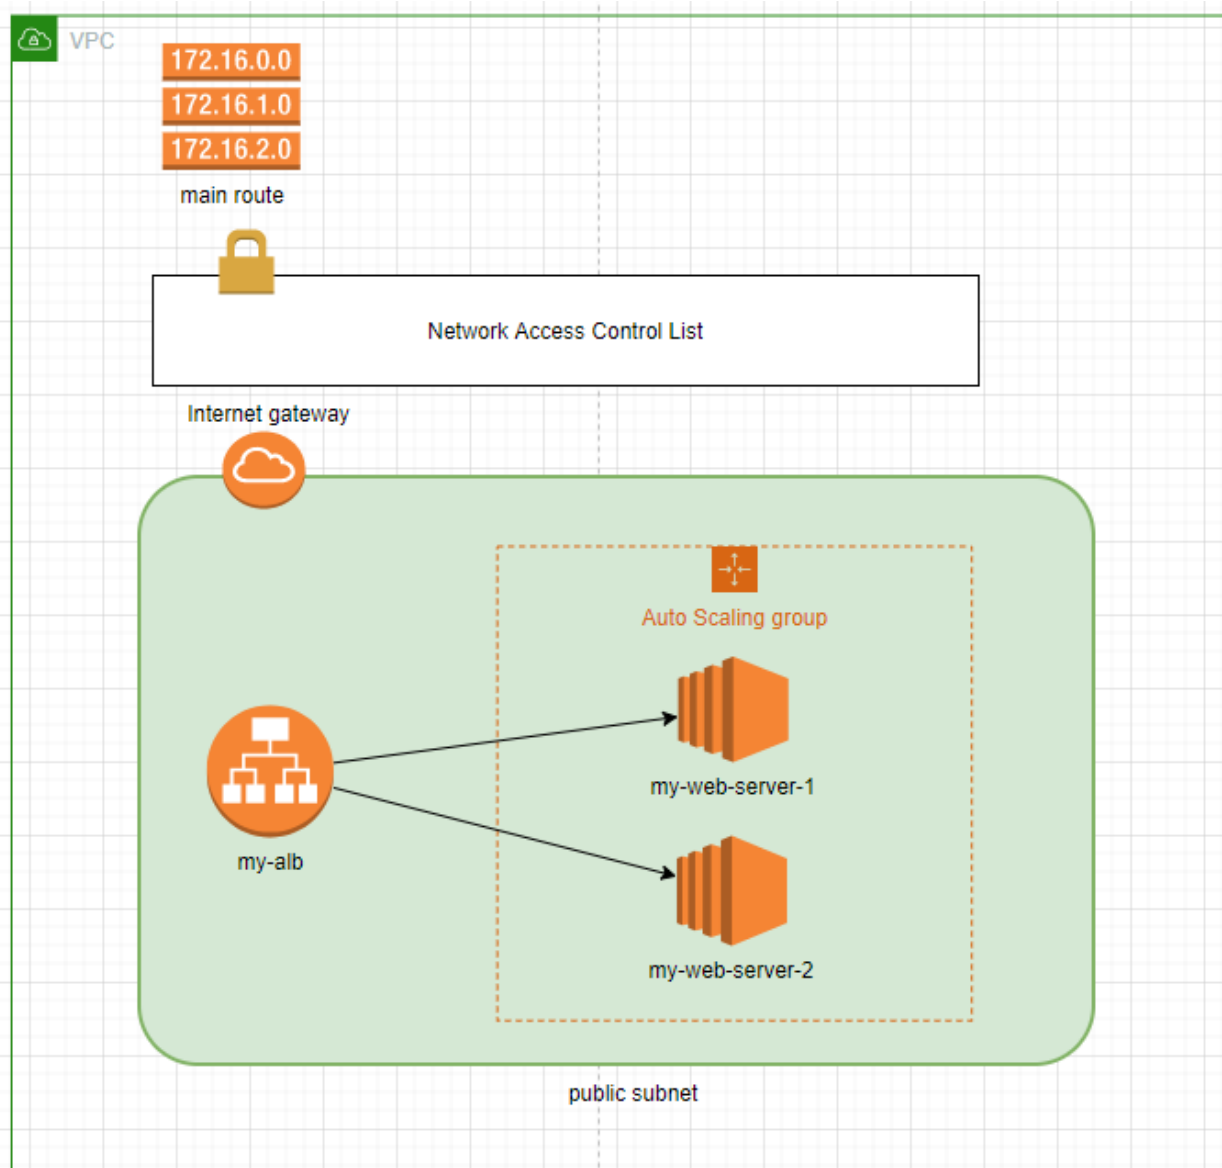 VPC
172.16.0.0
172.16.1.0
172.16.2.0
main route
Network Access Control List
Internet gateway
Auto Scaling group
my-web-server-1
my-alb
my-web-server-2
public subnet